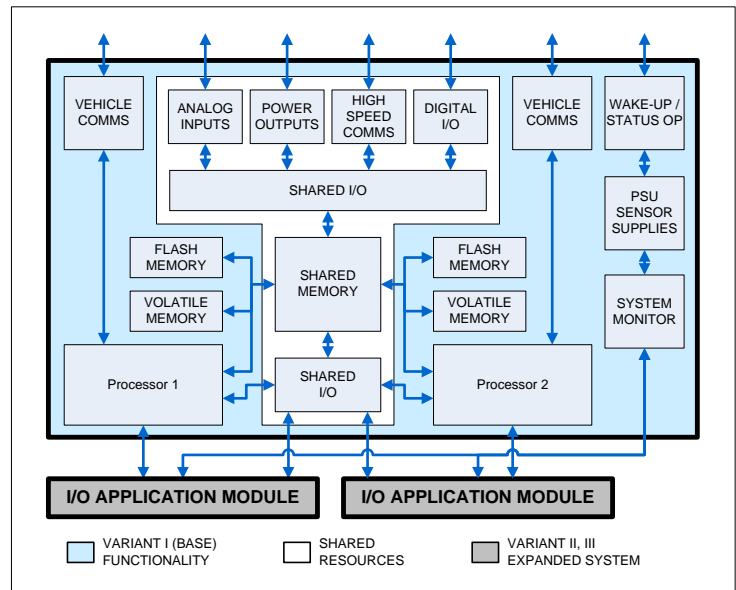 VEHICLE
COMMS
ANALOG
INPUTS
POWER
OUTPUTS
HIGH
SPEED
COMMS
DIGITAL
I/O
VEHICLE
COMMS
WAKE-UP /
STATUS OP
SHARED I/O
PSU
SENSOR
SUPPLIES
FLASH
MEMORY
SHARED
MEMORY
FLASH
MEMORY
VOLATILE
MEMORY
VOLATILE
MEMORY
SYSTEM
MONITOR
Processor 1
SHARED
I/O
Processor 2
I/O APPLICATION MODULE
I/O APPLICATION MODULE
VARIANT I (BASE)
FUNCTIONALITY
SHARED
RESOURCES
VARIANT II, III
EXPANDED SYSTEM